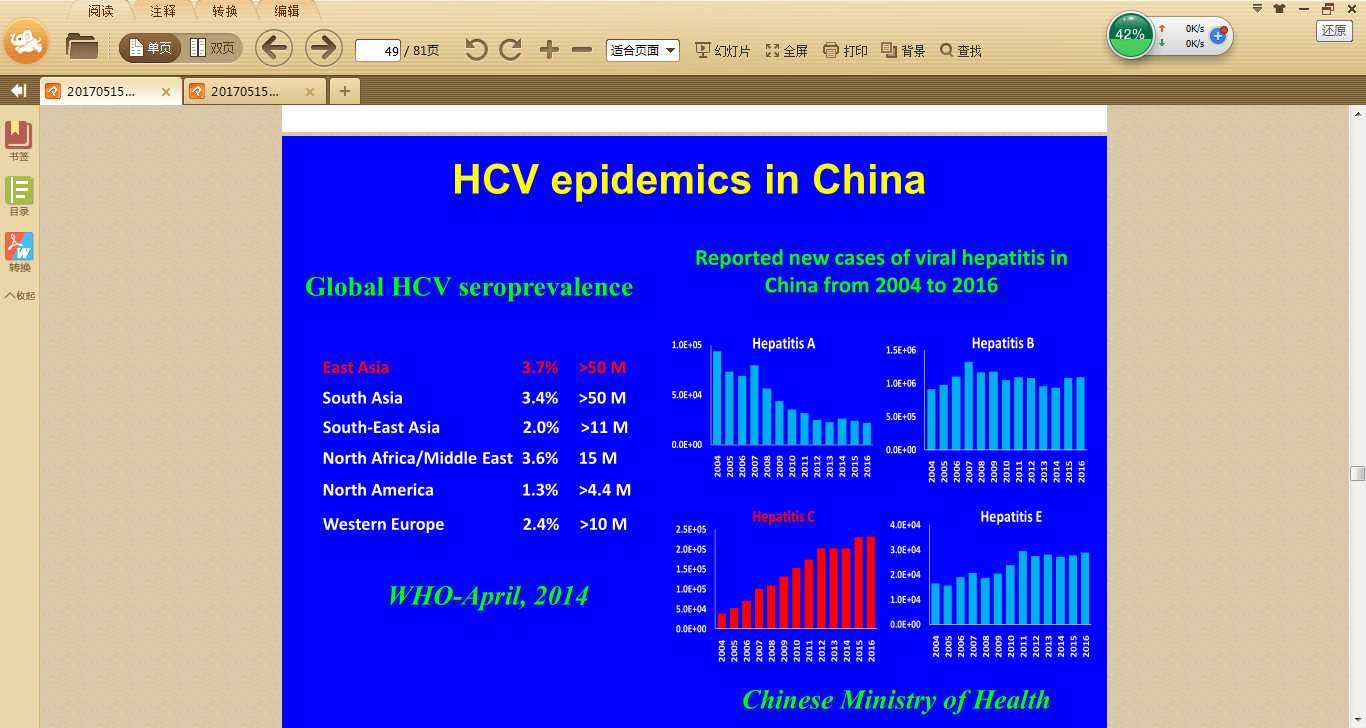 阅读 注释 转换 编辑
单页 双页 49 / 81页 适合页面 幻灯片 全屏 打印 背景 查找
42% 0K/s
0K/s
还原
20170515... 20170515...
书签
目录
转换
收起
HCV epidemics in China
Global HCV seroprevalence
East Asia 3.7% >50 M
South Asia 3.4% >50 M
South-East Asia 2.0% >11 M
North Africa/Middle East 3.6% 15 M
North America 1.3% >4.4 M
Western Europe 2.4% >10 M
WHO-April, 2014
Reported new cases of viral hepatitis in
China from 2004 to 2016
Hepatitis A
1.0E+05
5.0E+04
0.0E+00
2004 2005 2006 2007 2008 2009 2010 2011 2012 2013 2014 2015 2016
Hepatitis B
1.5E+06
1.0E+06
5.0E+05
0.0E+00
2004 2005 2006 2007 2008 2009 2010 2011 2012 2013 2014 2015 2016
Hepatitis C
2.5E+05
2.0E+05
1.5E+05
1.0E+05
5.0E+04
0.0E+00
2004 2005 2006 2007 2008 2009 2010 2011 2012 2013 2014 2015 2016
Hepatitis E
4.0E+04
3.0E+04
2.0E+04
1.0E+04
0.0E+00
2004 2005 2006 2007 2008 2009 2010 2011 2012 2013 2014 2015 2016
Chinese Ministry of Health